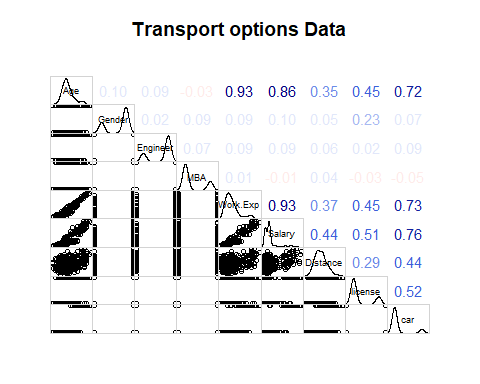 Transport options Data
Age 0.10 0.09 -0.03 0.93 0.86 0.35 0.45 0.72
Gender 0.02 0.09 0.09 0.10 0.05 0.23 0.07
Engineer 0.07 0.09 0.09 0.06 0.02 0.09
MBA 0.01 -0.01 0.04 -0.03 -0.05
Work.Exp 0.93 0.37 0.45 0.73
Salary 0.44 0.51 0.76
Distance 0.29 0.44
license 0.52
car